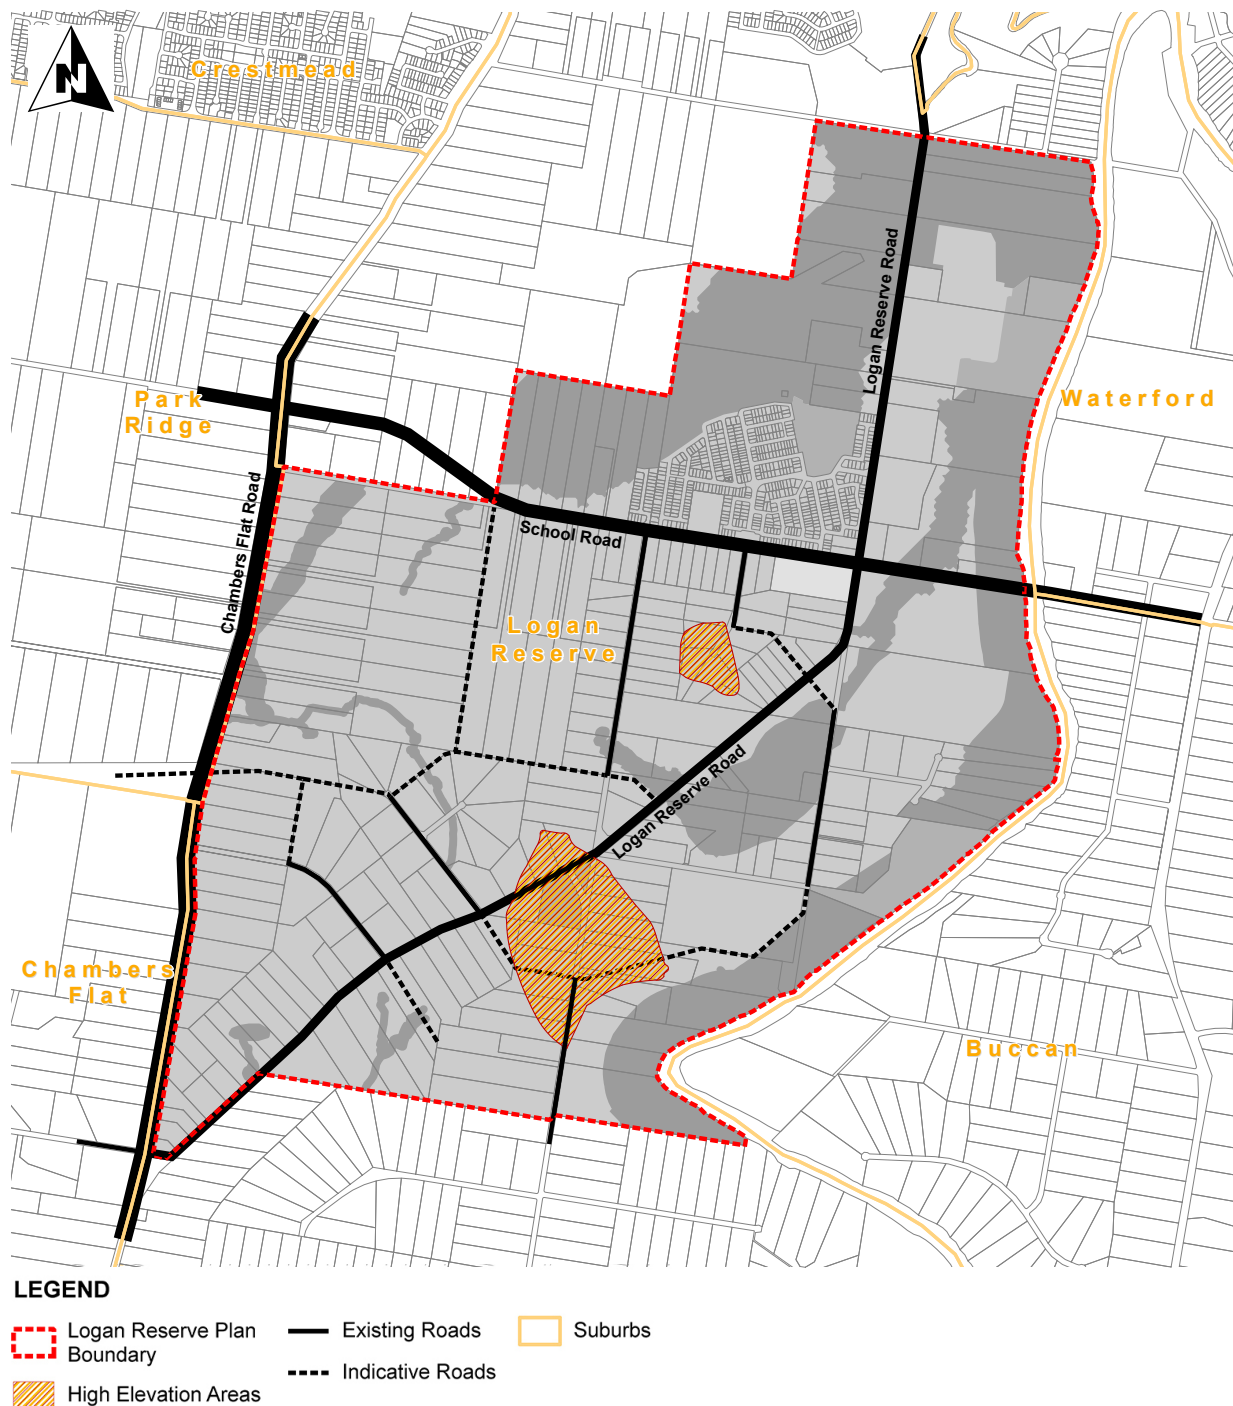 Crestmead
N
Logan Reserve Road
Park
Ridge
Waterford
Chambers Flat Road
School Road
Logan
Reserve
Logan Reserve Road
Chambers
Flat
Buccan
LEGEND
Logan Reserve Plan
Boundary
Existing Roads
Suburbs
Indicative Roads
High Elevation Areas